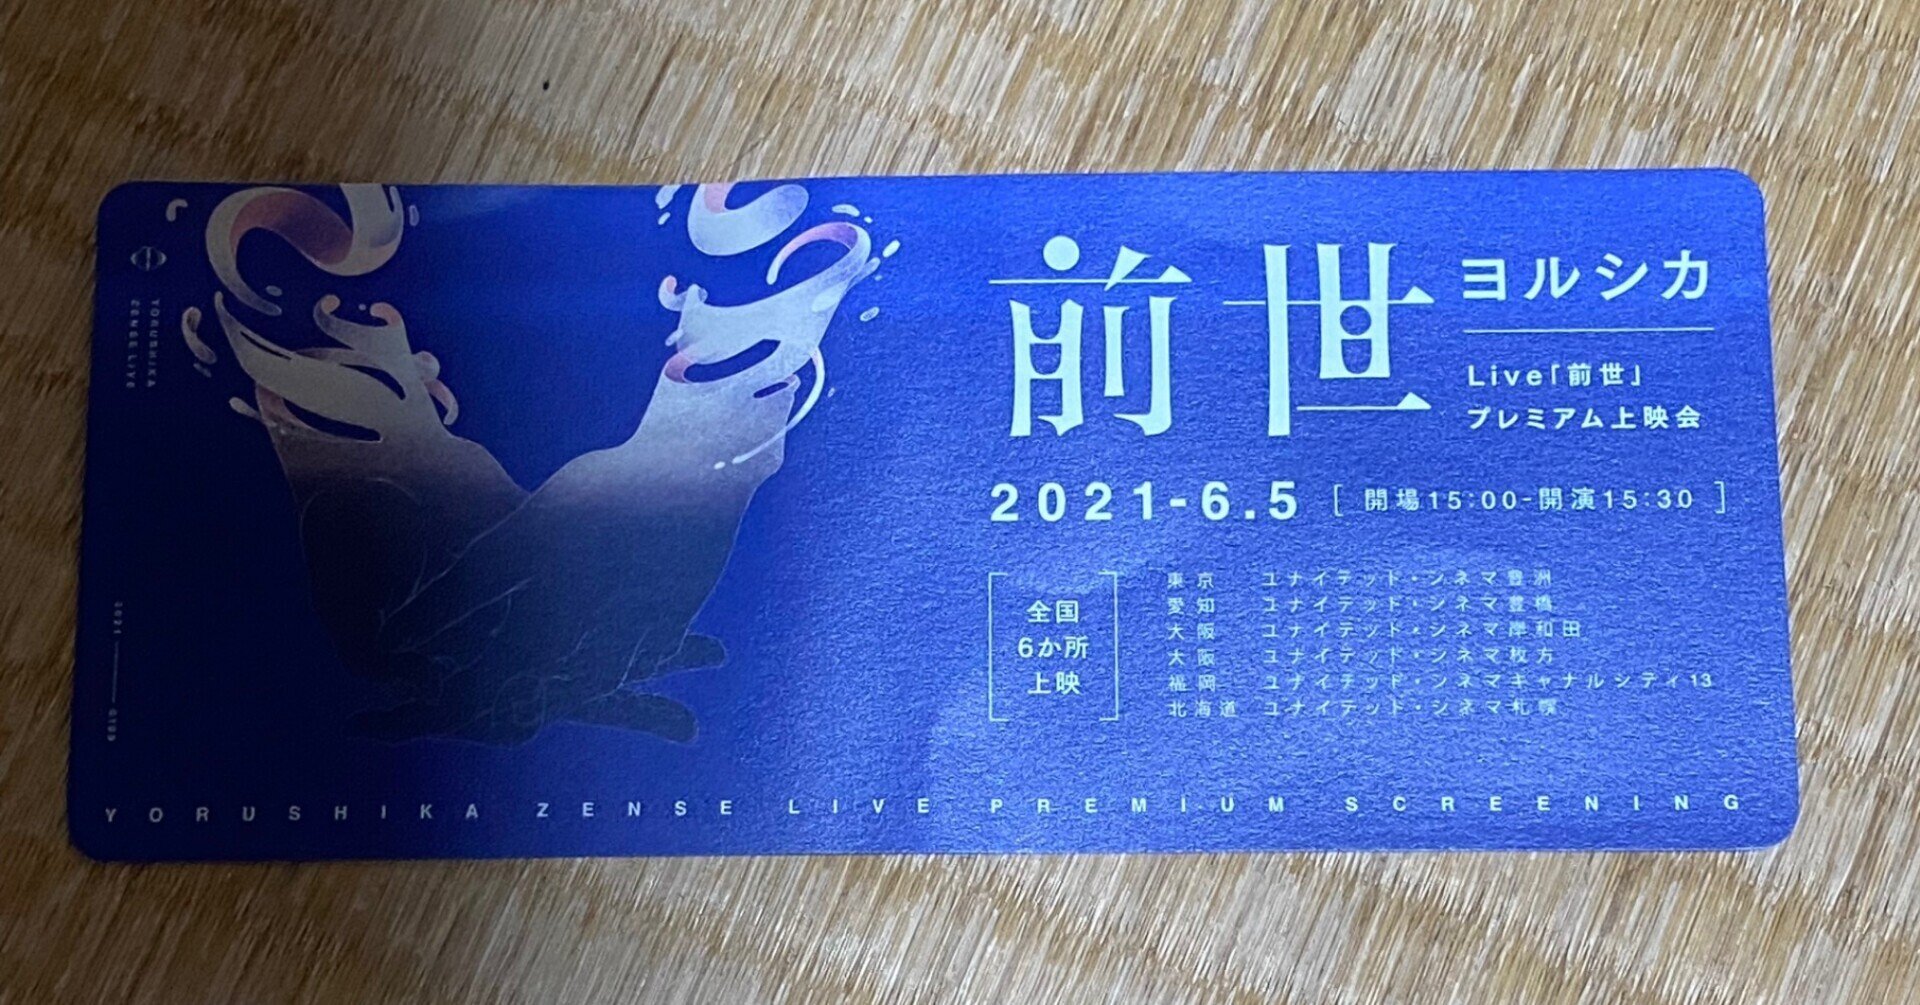 YORUSHIKA
ZENSE LIVE
前世
ヨルシカ
Live「前世」
プレミアム上映会
2021-6.5 [ 開場15:00-開演15:30 ]
全国
6か所
上映
東京 ユナイテッド・シネマ豊洲
愛知 ユナイテッド・シネマ豊橋
大阪 ユナイテッド・シネマ岸和田
大阪 ユナイテッド・シネマ枚方
福岡 ユナイテッド・シネマキャナルシティ13
北海道 ユナイテッド・シネマ札幌
2021 0109
YORUSHIKA ZENSE LIVE PREMIUM SCREENING